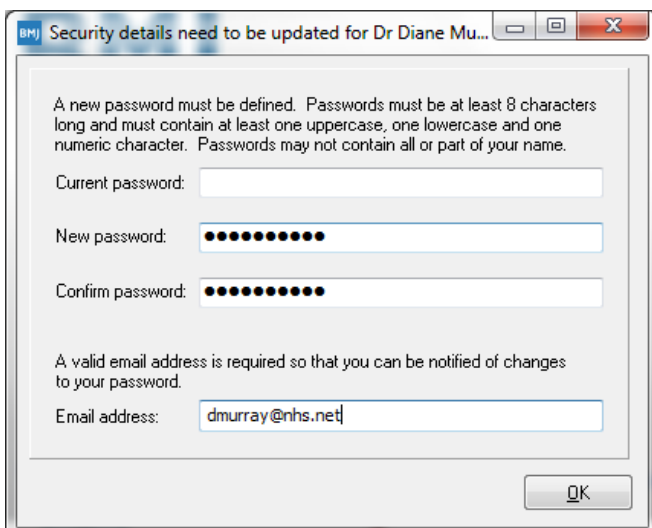 BMJ Security details need to be updated for Dr Diane Mu...
A new password must be defined. Passwords must be at least 8 characters
long and must contain at least one uppercase, one lowercase and one
numeric character. Passwords may not contain all or part of your name.
Current password:
New password: ●●●●●●●●●●
Confirm password: ●●●●●●●●●●
A valid email address is required so that you can be notified of changes
to your password.
Email address: dmurray@nhs.net
OK